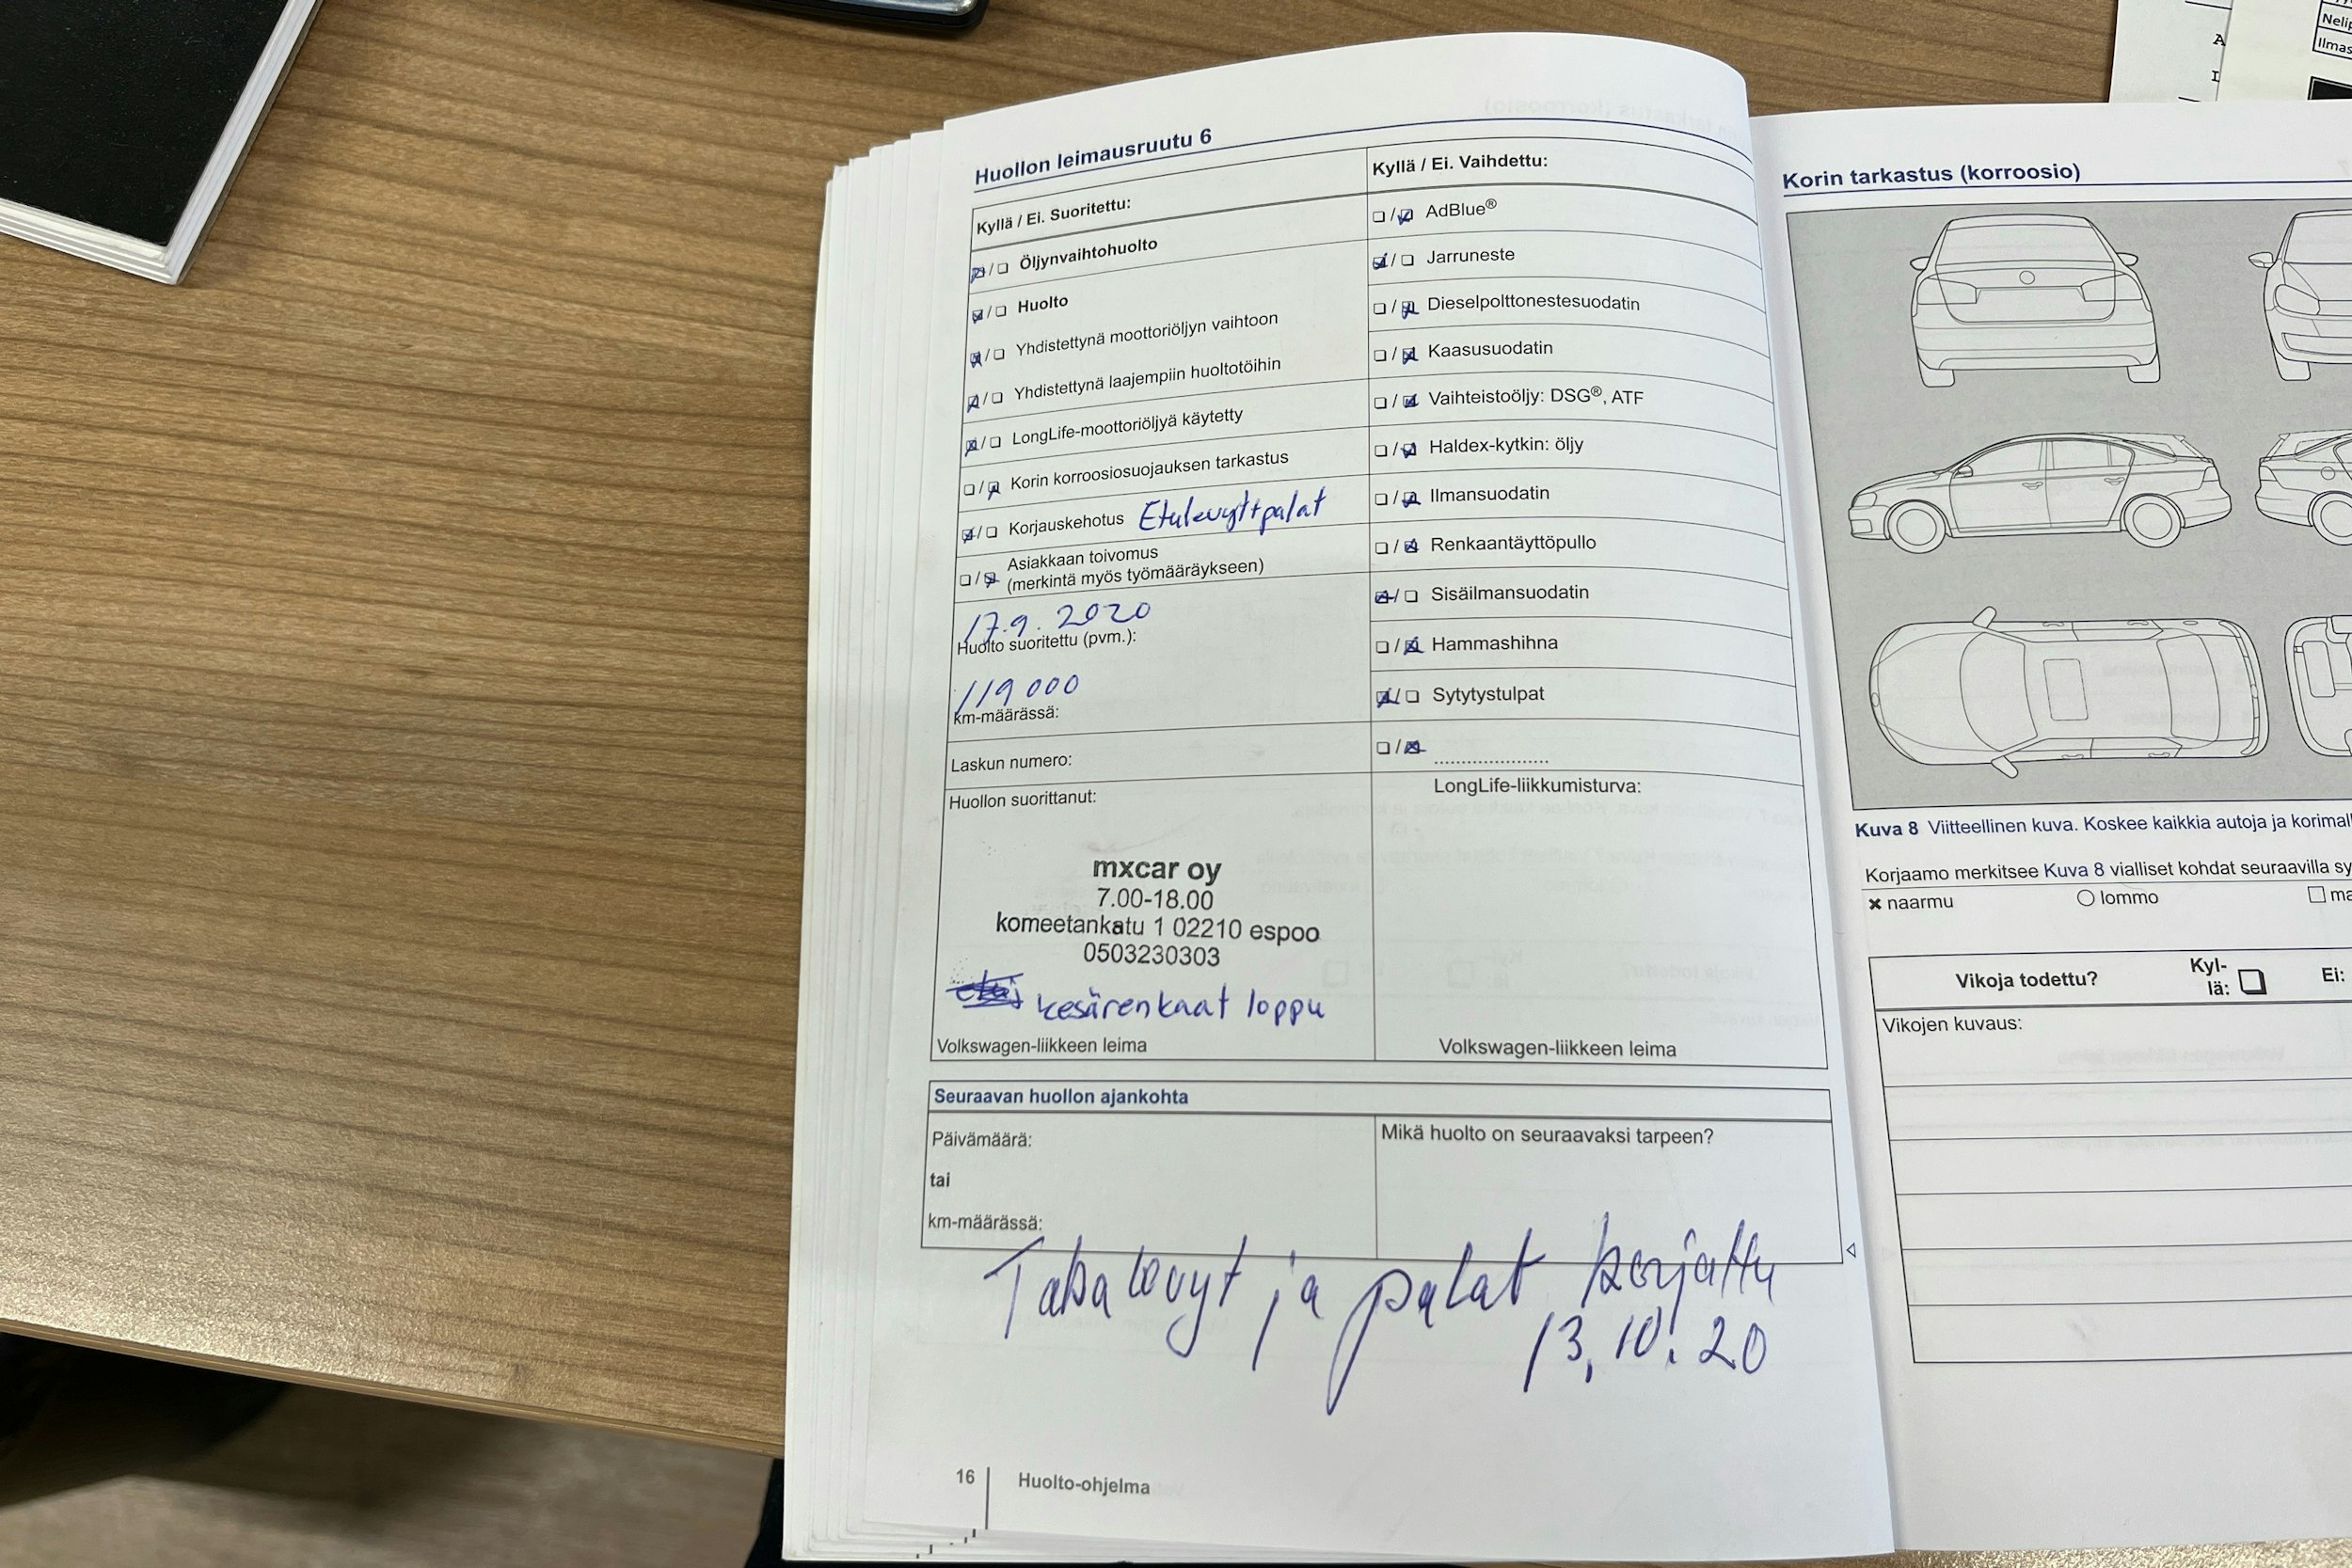 Huollon leimausruutu 6
Kyllä / Ei. Suoritettu:
Öljynvaihtohuolto
Huolto
Yhdistettynä moottoriöljyn vaihtoon
Yhdistettynä laajempiin huoltotöihin
LongLife-moottoriöljyä käytetty
Korin korroosiosuojauksen tarkastus
Korjauskehotus Etulevyt+palat
Asiakkaan toivomus
(merkintä myös työmääräykseen)
17.9.2020
Huolto suoritettu (pvm.):
119 000
km-määrässä:
Laskun numero:
Huollon suorittanut:
mxcar oy
7.00-18.00
komeetankatu 1 02210 espoo
0503230303
kesärenkaat loppu
Volkswagen-liikkeen leima
Kyllä / Ei. Vaihdettu:
AdBlue®
Jarruneste
Dieselpolttonestesuodatin
Kaasusuodatin
Vaihteistoöljy: DSG®, ATF
Haldex-kytkin: öljy
Ilmansuodatin
Renkaantäyttöpullo
Sisäilmansuodatin
Hammashihna
Sytytystulpat
LongLife-liikkumisturva:
Volkswagen-liikkeen leima
Seuraavan huollon ajankohta
Päivämäärä:
tai
km-määrässä:
Mikä huolto on seuraavaksi tarpeen?
Takalevyt ja palat korjattu
13.10.20
16
Huolto-ohjelma
Korin tarkastus (korroosio)
Kuva 8 Viitteellinen kuva. Koskee kaikkia autoja ja
Korjaamo merkitsee Kuva 8 vialliset kohdat seuraavilla
naarmu
lommo
Vikoja todettu?
Kyl-
lä:
Ei:
Vikojen kuvaus: